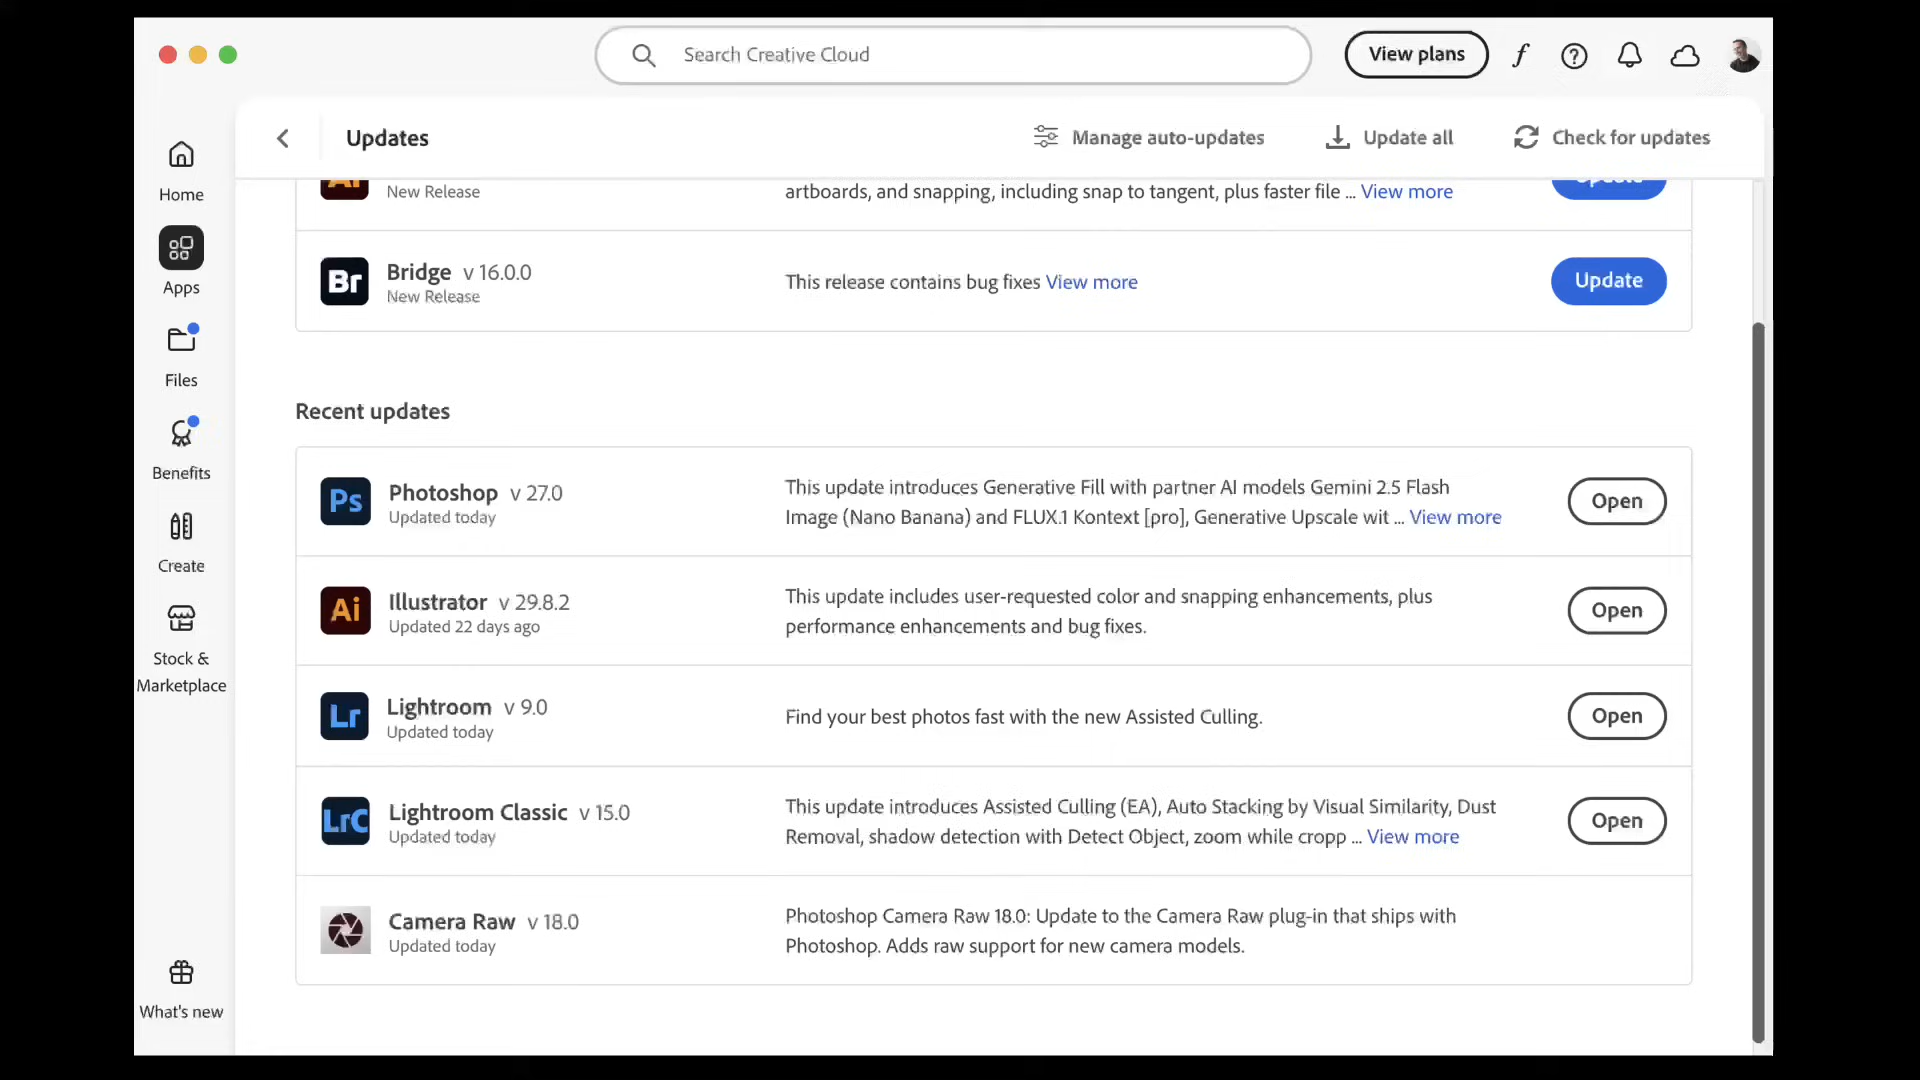 Search Creative Cloud
View plans
Updates
Manage auto-updates
Update all
Check for updates
Home
Apps
Files
Benefits
Create
Stock &
Marketplace
What's new
Ai
New Release
artboards, and snapping, including snap to tangent, plus faster file ... View more
Update
Br
Bridge v 16.0.0
New Release
This release contains bug fixes View more
Update
Recent updates
Ps
Photoshop v 27.0
Updated today
This update introduces Generative Fill with partner AI models Gemini 2.5 Flash
Image (Nano Banana) and FLUX.1 Kontext [pro], Generative Upscale wit ... View more
Open
Ai
Illustrator v 29.8.2
Updated 22 days ago
This update includes user-requested color and snapping enhancements, plus
performance enhancements and bug fixes.
Open
Lr
Lightroom v 9.0
Updated today
Find your best photos fast with the new Assisted Culling.
Open
LrC
Lightroom Classic v 15.0
Updated today
This update introduces Assisted Culling (EA), Auto Stacking by Visual Similarity, Dust
Removal, shadow detection with Detect Object, zoom while cropp ... View more
Open
Camera Raw v 18.0
Updated today
Photoshop Camera Raw 18.0: Update to the Camera Raw plug-in that ships with
Photoshop. Adds raw support for new camera models.